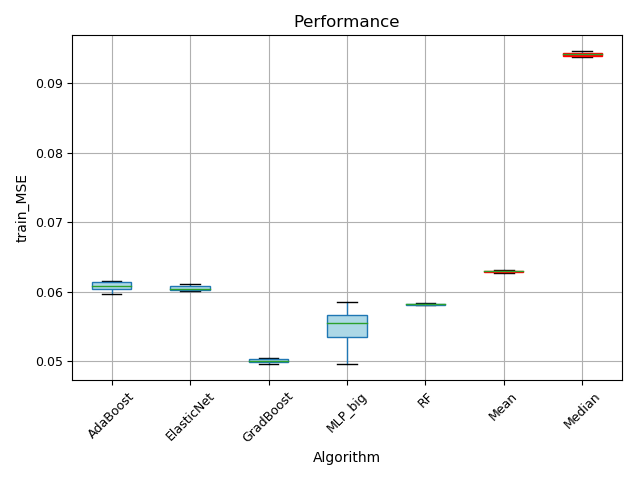 Performance
train_MSE
0.09
0.08
0.07
0.06
0.05
AdaBoost
ElasticNet
GradBoost
MLP_big
RF
Mean
Median
Algorithm